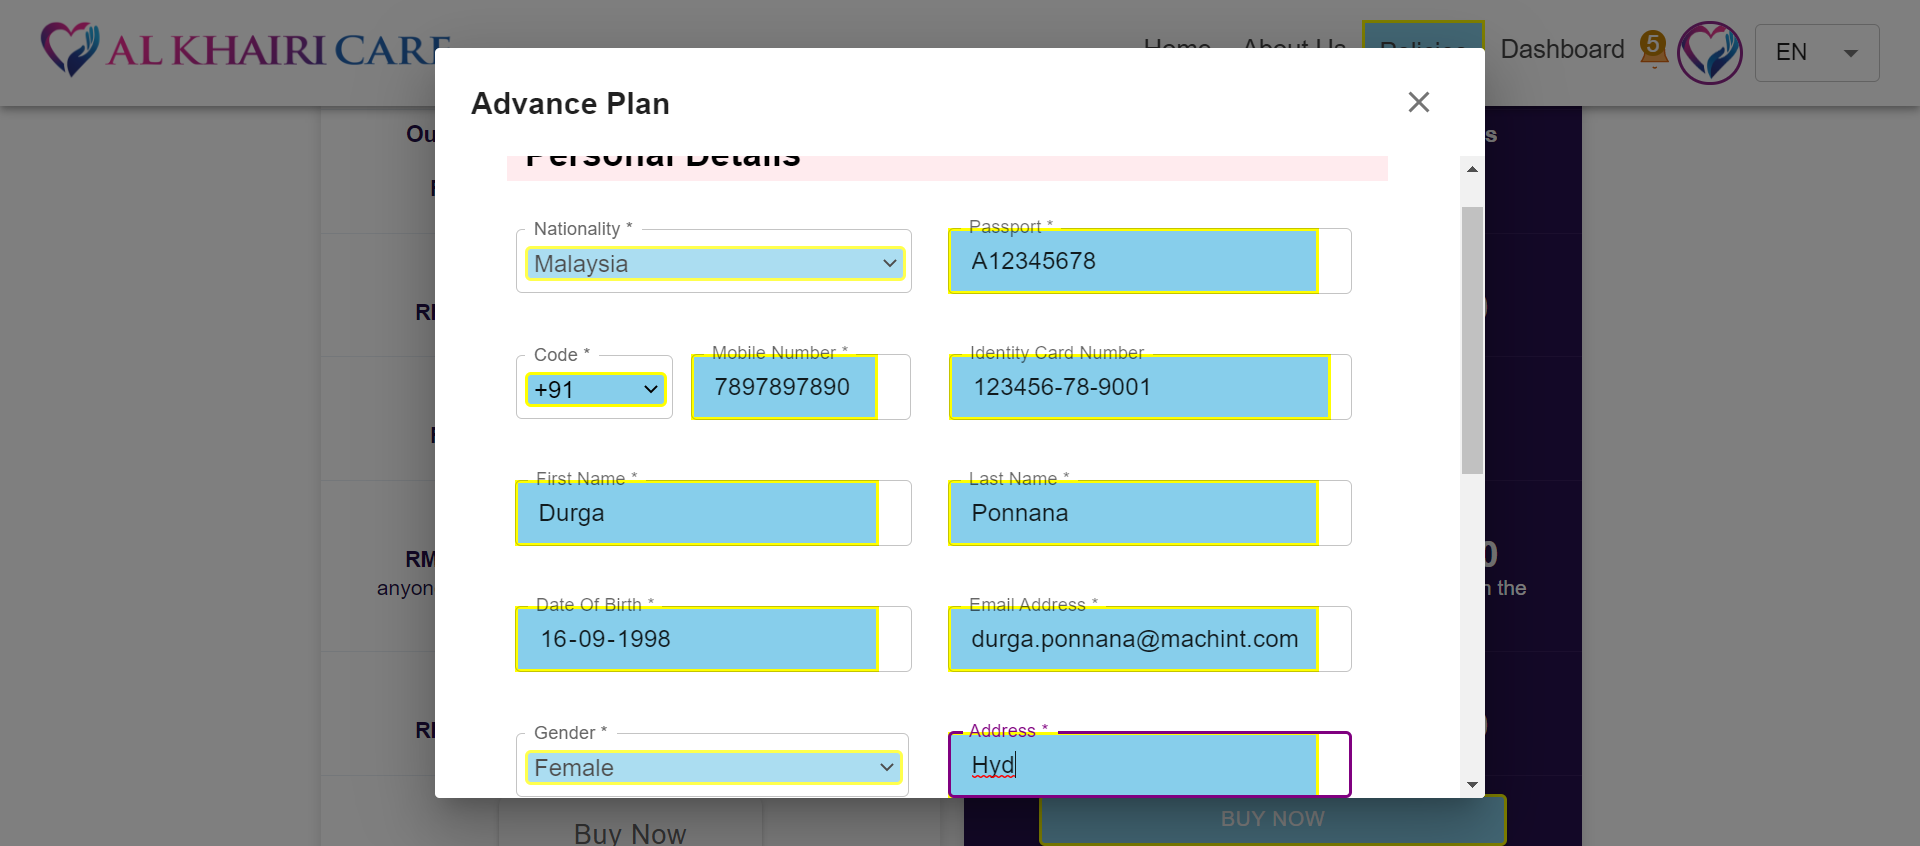 AL KHAIRI CARE
Home About Us Policies Dashboard 5 EN
Advance Plan
Personal Details
Nationality *
Malaysia
Passport *
A12345678
Code *
+91
Mobile Number *
7897897890
Identity Card Number
123456-78-9001
First Name *
Durga
Last Name *
Ponnana
Date Of Birth *
16-09-1998
Email Address *
durga.ponnana@machint.com
Gender *
Female
Address *
Hyd
Ou
s
RM
anyon
0
n the
Buy Now
BUY NOW